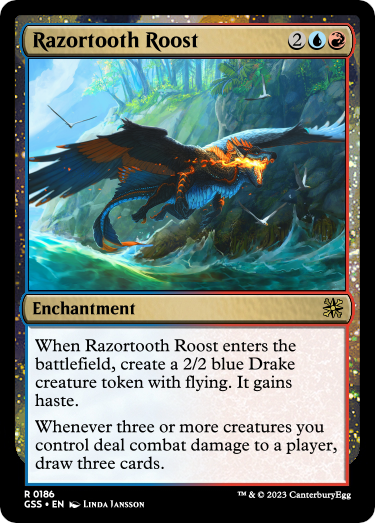 Razortooth Roost 2
Enchantment
When Razortooth Roost enters the
battlefield, create a 2/2 blue Drake
creature token with flying. It gains
haste.
Whenever three or more creatures you
control deal combat damage to a player,
draw three cards.
R 0186
GSS • EN Linda Jansson
™ & © 2023 CanterburyEgg